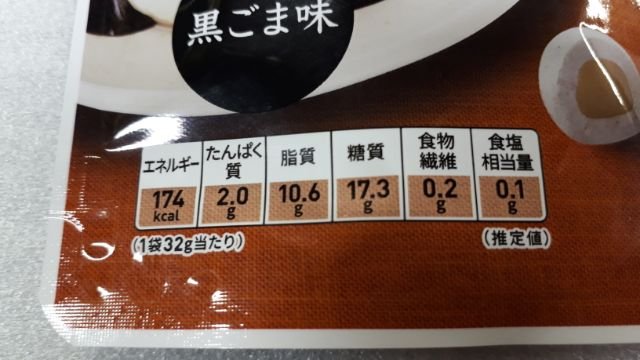 黒ごま味
エネルギー
174
kcal
たんぱく
質
2.0
g
脂質
10.6
g
糖質
17.3
g
食物
繊維
0.2
g
食塩
相当量
0.1
g
(1袋32g当たり)
(推定値)